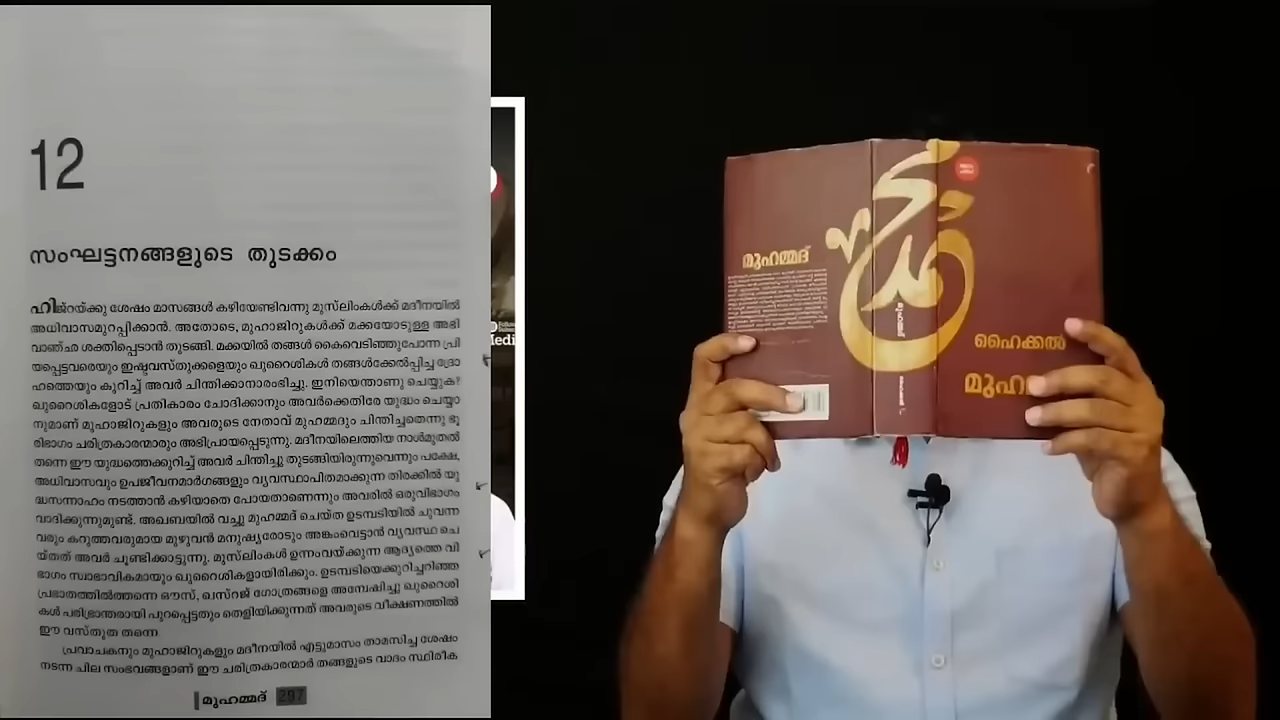 12
സംഘട്ടനങ്ങളുടെ തുടക്കം
ഹിജ്റയ്ക്കു ശേഷം മാസങ്ങൾ കഴിയേണ്ടിവന്നു മുസ്‌ലിംകൾക്ക് മദീനയിൽ
അധിവാസമുറപ്പിക്കാൻ. അതോടെ, മുഹാജിറുകൾക്ക് മക്കയോടുള്ള അഭി
വാഞ്ഛ ശക്തിപ്പെടാൻ തുടങ്ങി. മക്കയിൽ തങ്ങൾ കൈവെടിഞ്ഞുപോന്ന പ്രി
യപ്പെട്ടവരെയും ഇഷ്ടവസ്തുക്കളെയും ഖുറൈശികൾ തങ്ങൾക്കേൽപ്പിച്ച ദ്രോ
ഹത്തെയും കുറിച്ച് അവർ ചിന്തിക്കാനാരംഭിച്ചു. ഇനിയെന്താണു ചെയ്യുക?
ഖുറൈശികളോട് പ്രതികാരം ചോദിക്കാനും അവർക്കെതിരേ യുദ്ധം ചെയ്യാ
നുമാണ് മുഹാജിറുകളും അവരുടെ നേതാവ് മുഹമ്മദും ചിന്തിച്ചതെന്നു ഭൂ
രിഭാഗം ചരിത്രകാരന്മാരും അഭിപ്രായപ്പെടുന്നു. മദീനയിലെത്തിയ നാൾമുതൽ
തന്നെ ഈ യുദ്ധത്തെക്കുറിച്ച് അവർ ചിന്തിച്ചു തുടങ്ങിയിരുന്നുവെന്നും പക്ഷേ,
അധിവാസവും ഉപജീവനമാർഗങ്ങളും വ്യവസ്ഥാപിതമാക്കുന്ന തിരക്കിൽ യു
ദ്ധസന്നാഹം നടത്താൻ കഴിയാതെ പോയതാണെന്നും അവരിൽ ഒരുവിഭാഗം
വാദിക്കുന്നുമുണ്ട്. അഖബയിൽ വച്ചു മുഹമ്മദ് ചെയ്ത ഉടമ്പടിയിൽ ചുവന്ന
വരും കറുത്തവരുമായ മുഴുവൻ മനുഷ്യരോടും അങ്കംവെട്ടാൻ വ്യവസ്ഥ ചെ
യ്തത് അവർ ചൂണ്ടിക്കാട്ടുന്നു. മുസ്‌ലിംകൾ ഉന്നംവയ്ക്കുന്ന ആദ്യത്തെ വി
ഭാഗം സ്വാഭാവികമായും ഖുറൈശികളായിരിക്കും. ഉടമ്പടിയെക്കുറിച്ചറിഞ്ഞ
പ്രഭാതത്തിൽത്തന്നെ ഔസ്, ഖസ്റജ് ഗോത്രങ്ങളെ അന്വേഷിച്ചു ഖുറൈശി
കൾ പരിഭ്രാന്തരായി പുറപ്പെട്ടതും തെളിയിക്കുന്നത് അവരുടെ വീക്ഷണത്തിൽ
ഈ വസ്തുത തന്നെ
പ്രവാചകനും മുഹാജിറുകളും മദീനയിൽ എട്ടുമാസം താമസിച്ച ശേഷം
നടന്ന ചില സംഭവങ്ങളാണ് ഈ ചരിത്രകാരന്മാർ തങ്ങളുടെ വാദം സ്ഥിരീക
മുഹമ്മദ് 297
മുഹമ്മദ്
ഹൈക്കൽ